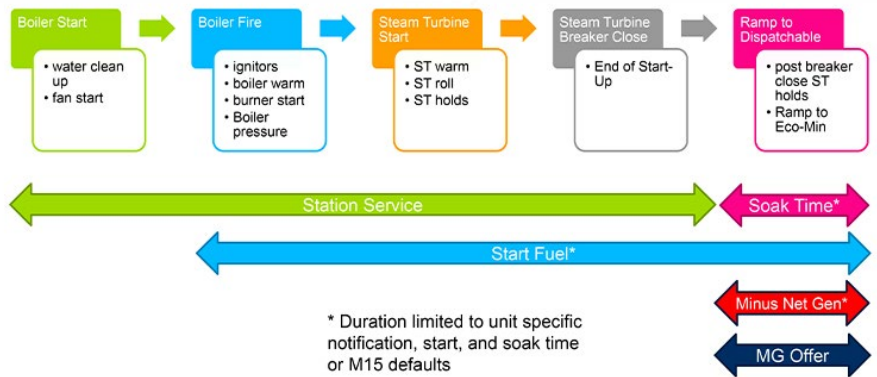 Boiler Start
• water clean
up
• fan start
Boiler Fire
• ignitors
• boiler warm
• burner start
• Boiler
pressure
Steam Turbine
Start
• ST warm
• ST roll
• ST holds
Steam Turbine
Breaker Close
• End of Start-
Up
Ramp to
Dispatchable
• post breaker
close ST
holds
• Ramp to
Eco-Min
Station Service
Soak Time*
Start Fuel*
Minus Net Gen*
MG Offer
* Duration limited to unit specific
notification, start, and soak time
or M15 defaults